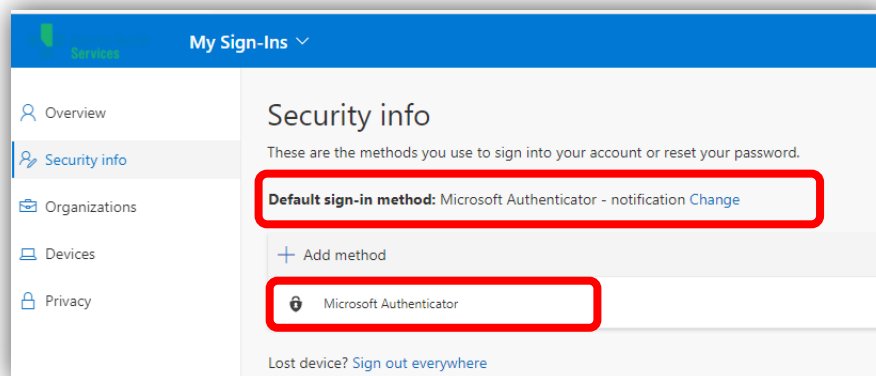 Services
My Sign-Ins
Overview
Security info
Organizations
Devices
Privacy
Security info
These are the methods you use to sign into your account or reset your password.
Default sign-in method: Microsoft Authenticator - notification Change
Add method
Microsoft Authenticator
Lost device? Sign out everywhere